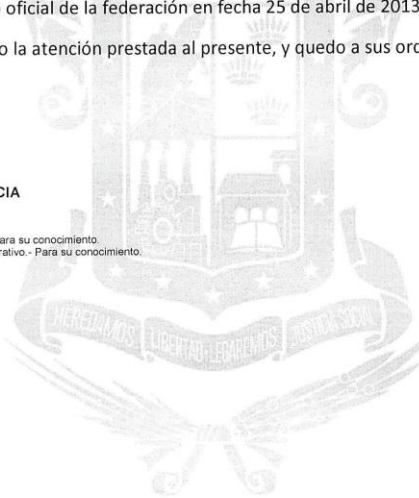 oficial de la federación en fecha 25 de abril de 2013
o la atención prestada al presente, y quedo a sus
CIA
ara su conocimiento.
rativo.- Para su conocimiento.
HEREDAMOS LIBERTAD-LEGAREMOS JUSTICIA SOCIAL